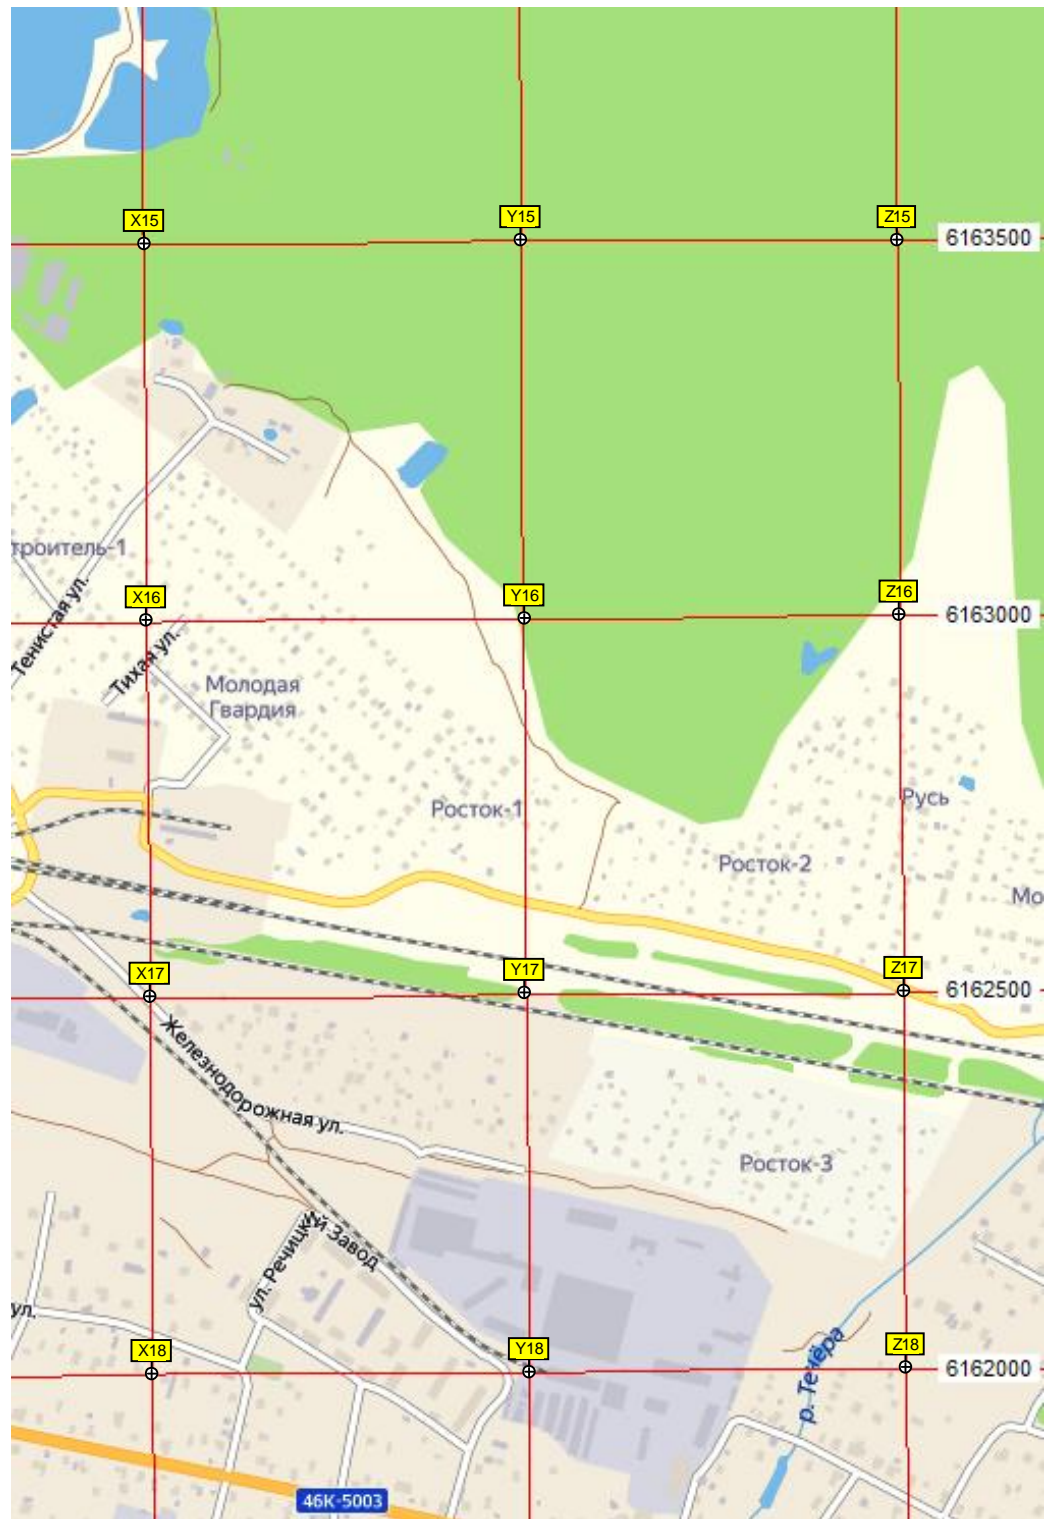 X15
Y15
Z15
6163500
троитель-1
X16
Y16
Z16
6163000
Тенистая ул.
Тихая ул.
Молодая
Гвардия
Росток-1
Русь
Росток-2
Мо
X17
Y17
Z17
6162500
Железнодорожная ул.
Росток-3
ул. Речицкий Завод
ул.
X18
Y18
Z18
6162000
р. Течёра
46К-5003